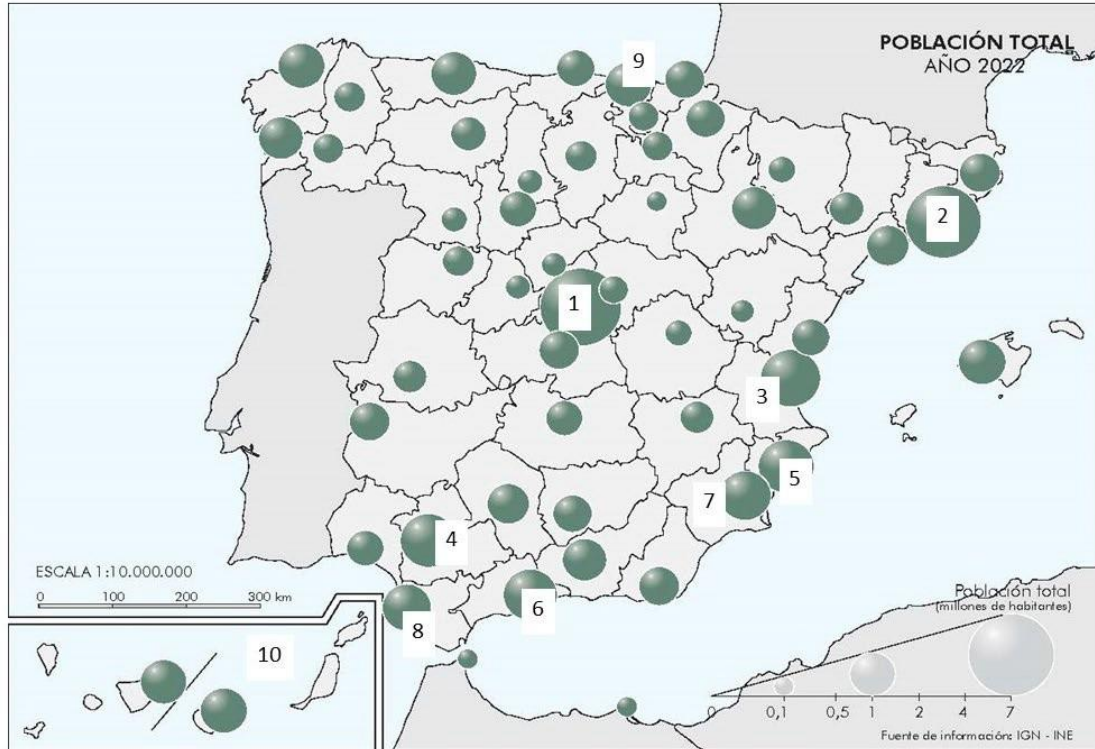 POBLACIÓN TOTAL
AÑO 2022
9
2
1
3
5
7
4
6
8
10
ESCALA 1:10.000.000
0 100 200 300 km
Población total
(millones de habitantes)
0 0,1 0,5 1 2 4 7
Fuente de información: IGN - INE